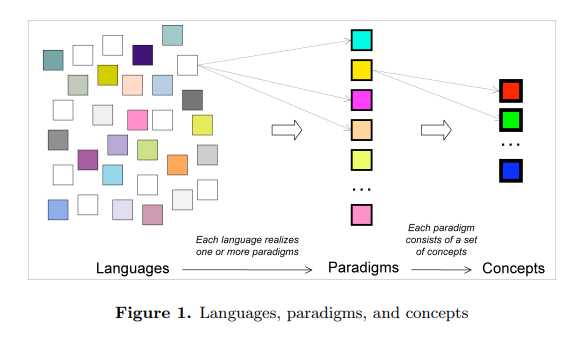 ...
...
Each language realizes
one or more paradigms
Each paradigm
consists of a set
of concepts
Languages
Paradigms
Concepts
Figure 1. Languages, paradigms, and concepts